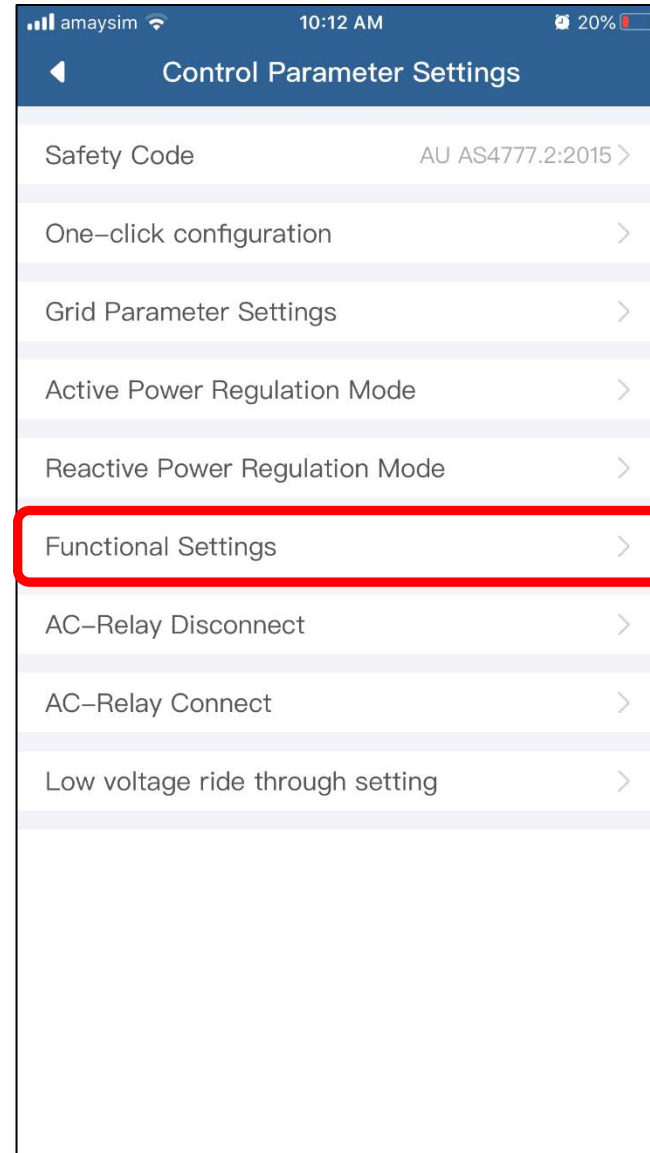 amaysim 10:12 AM 20%
Control Parameter Settings
Safety Code AU AS4777.2:2015
One-click configuration
Grid Parameter Settings
Active Power Regulation Mode
Reactive Power Regulation Mode
Functional Settings
AC-Relay Disconnect
AC-Relay Connect
Low voltage ride through setting